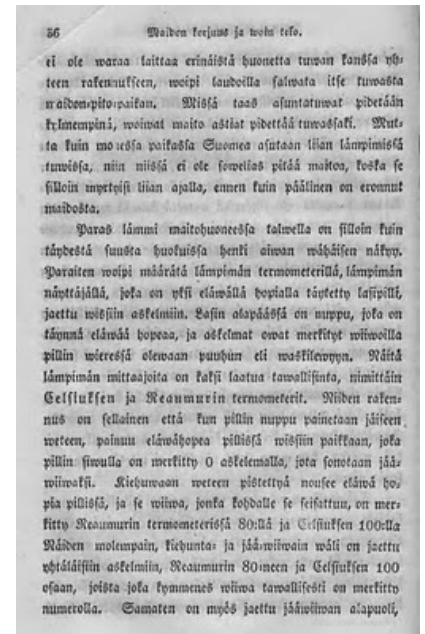 56 Maidon korjuus ja woin teko.
ei ole waraa laittaa erinäistä huonetta tuwan kanssa yh-
teen rakennukseen, woipi laudoilla salwata itse tuwasta
maidon-pito-paikan. Missä taas asuntatuwat pidetään
kylmempinä, woiwat maito astiat pidettää tuwassaki. Mut-
ta kuin monessa paikassa Suomea asutaan liian lämpimissä
tuwissa, niin niissä ei ole sowelias pitää maitoa, koska se
silloin myrtyisi liian ajalla, ennen kuin päälinen on eronnut
maidosta.
Paras lämmi maitohuoneessa talwella on silloin kuin
täydestä suusta huokuissa henki aiwan wähäisen näkyy.
Paraiten woipi määrätä lämpimän termometerillä, lämpimän
näyttäjällä, joka on yksi eläwällä hopialla täytetty lasipilli,
jaettu wissiin askelmiin. Lasin alapäässä on nuppu, joka on
täynnä eläwää hopeaa, ja askelmat owat merkityt wiiwoilla
pillin wieressä olewaan puuhun eli waskilewyyn. Näitä
lämpimän mittaajoita on kaksi laatua tawallisinta, nimittäin
Celsiuksen ja Reaumurin termometerit. Niiden raken-
nus on sellainen että kun pillin nuppu painetaan jäiseen
weteen, painuu eläwähopea pillissä wissiin paikkaan, joka
pillin siwulla on merkitty 0 askelemalla, jota sonotaan jää-
wiiwaksi. Kiehuwaan weteen pistettyä nousee eläwä ho-
pia pillissä, ja se wiiwa, jonka kohdalle se seisattuu, on mer-
kitty Reaumurin termometerissä 80:llä ja Celsiuksen 100:lla
Näiden molempain, kiehunta- ja jää-wiiwain wäli on jaettu
yhtäläisiin askelmiin, Reaumurin 80:neen ja Celsiuksen 100
osaan, joista joka kymmenes wiiwa tawallisesti on merkitty
numerolla. Samaten on myös jaettu jääwiiwan alapuoli,